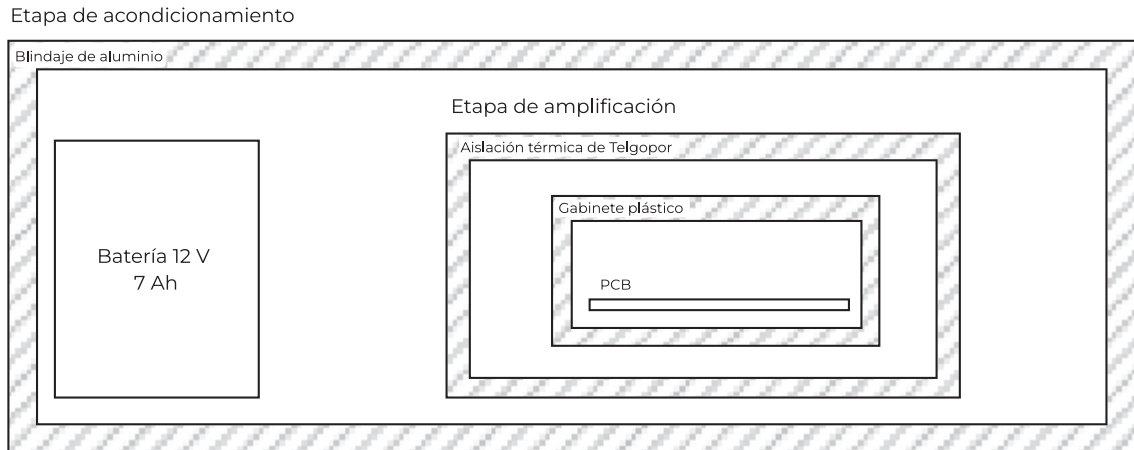 Etapa de acondicionamiento
Blindaje de aluminio
Etapa de amplificación
Aislación térmica de Telgopor
Gabinete plástico
Batería 12 V
7 Ah
PCB